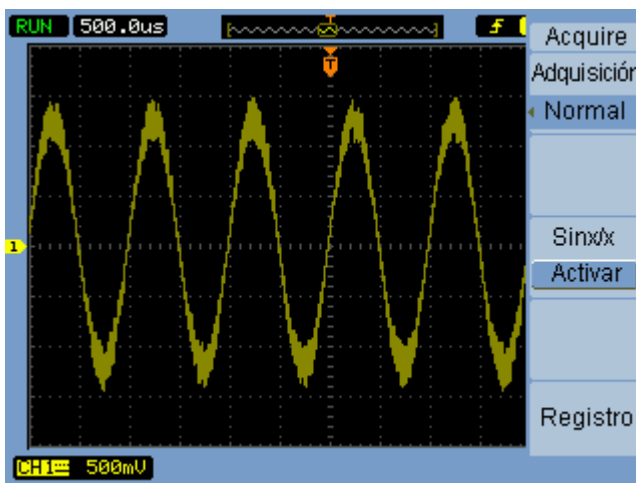 RUN 500.0us
T
T
Acquire
Adquisición
Normal
1
Sinx/x
Activar
Registro
CH1 500mV